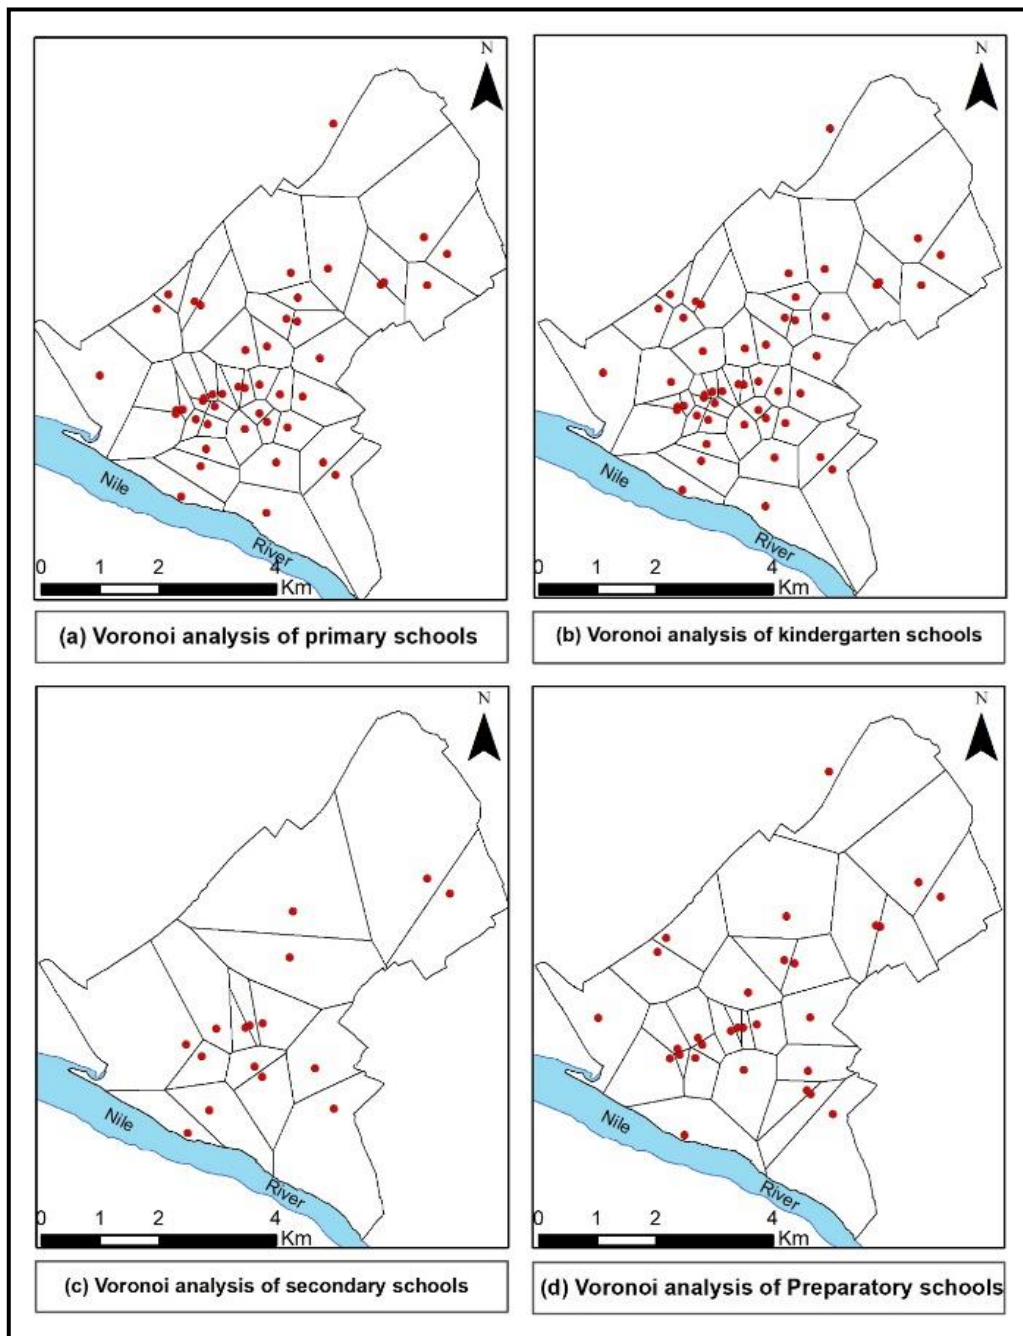 N
N
Nile
River
Nile
River
0 2 4
Km
0 2 4
Km
(a) Voronoi analysis of primary schools
(b) Voronoi analysis of kindergarten schools
N
N
Nile
River
Nile
River
0 1 2 4
Km
0 1 2 4
Km
(c) Voronoi analysis of secondary schools
(d) Voronoi analysis of Preparatory schools